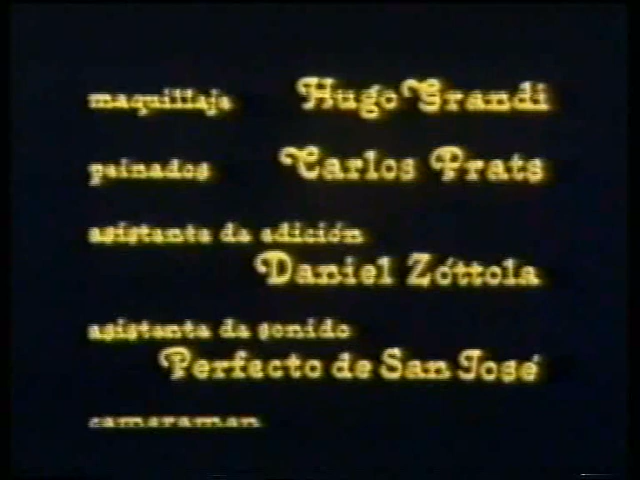 maquillaje Hugo Grandi
peinados Carlos Prats
asistente de edición
Daniel Zóttola
asistente de sonido
Perfecto de San José
cameraman